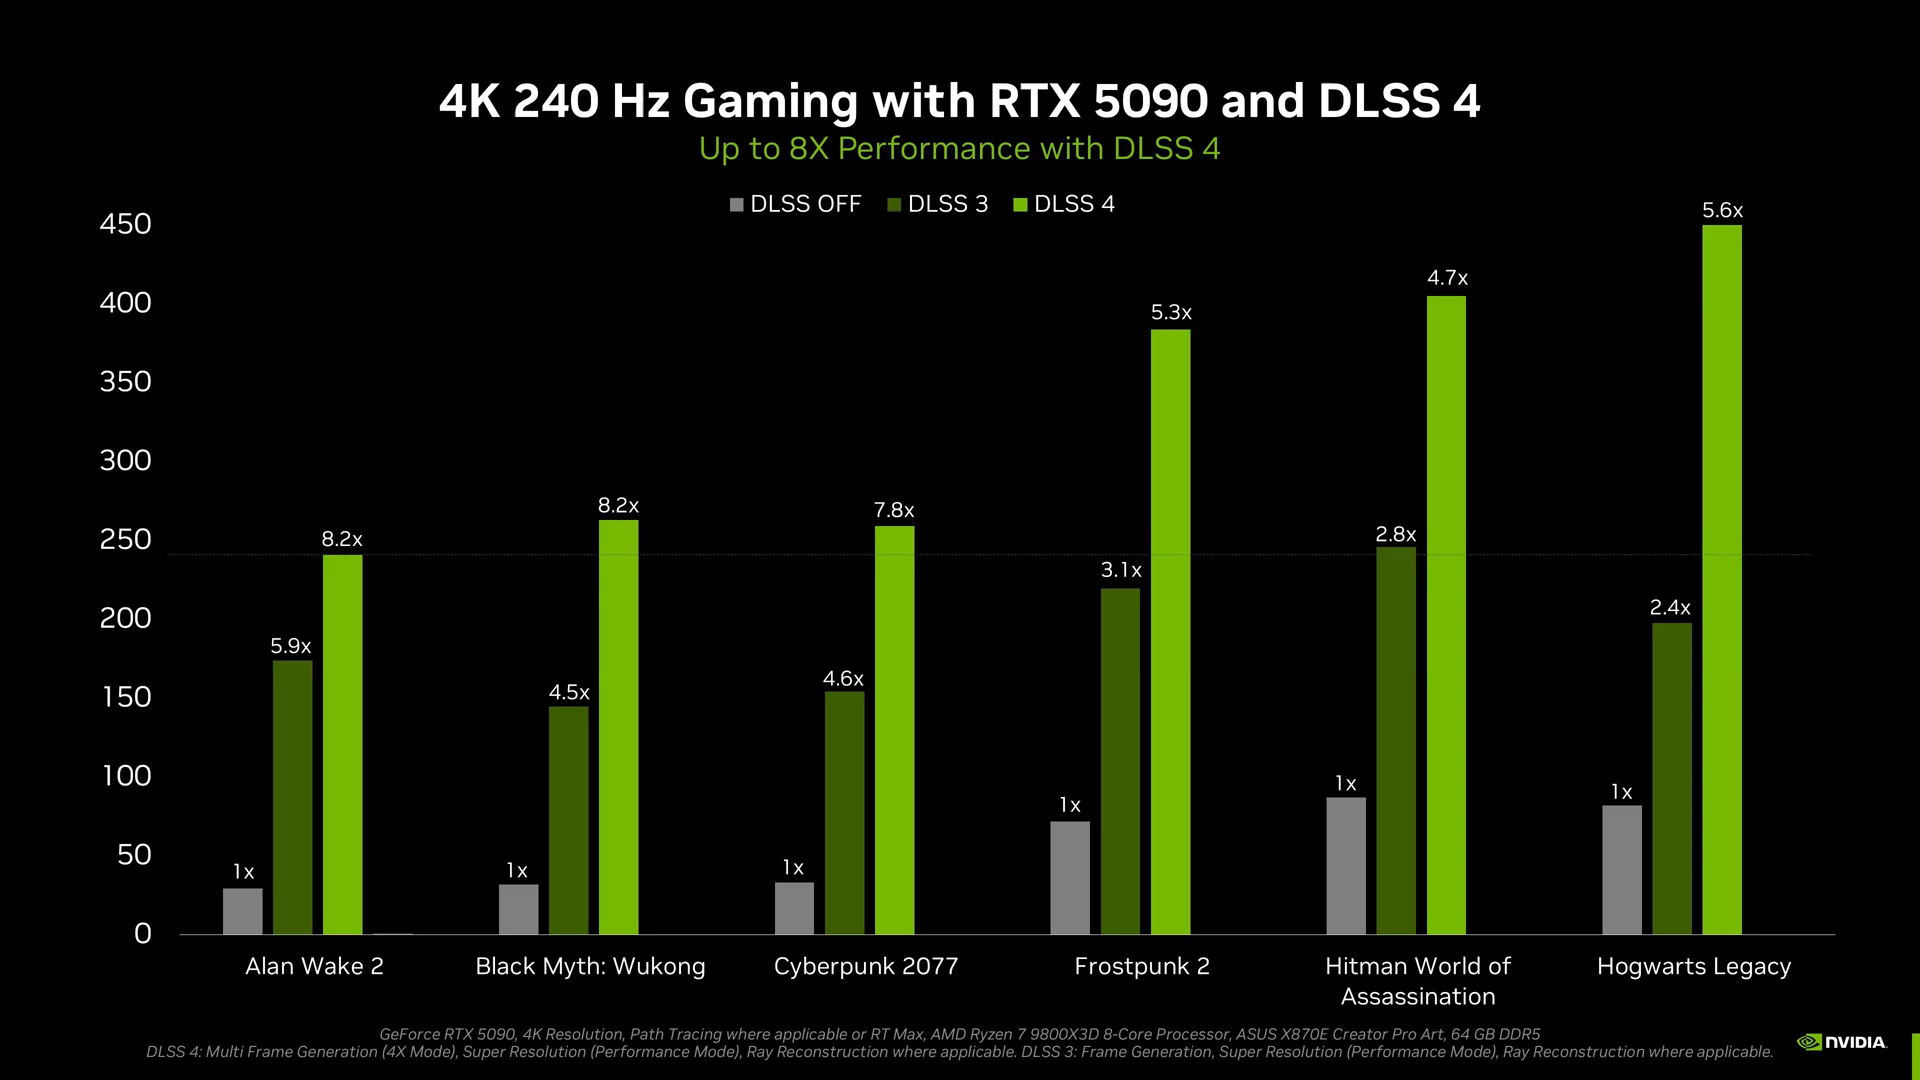 4K 240 Hz Gaming with RTX 5090 and DLSS 4
Up to 8X Performance with DLSS 4
DLSS OFF DLSS 3 DLSS 4
450
400
350
300
250
200
150
100
50
0
1x 5.9x 8.2x
1x 4.5x 8.2x
1x 4.6x 7.8x
1x 3.1x 5.3x
1x 2.8x 4.7x
1x 2.4x 5.6x
Alan Wake 2
Black Myth: Wukong
Cyberpunk 2077
Frostpunk 2
Hitman World of
Assassination
Hogwarts Legacy
GeForce RTX 5090, 4K Resolution, Path Tracing where applicable or RT Max, AMD Ryzen 7 9800X3D 8-Core Processor, ASUS X870E Creator Pro Art, 64 GB DDR5
DLSS 4: Multi Frame Generation (4X Mode), Super Resolution (Performance Mode), Ray Reconstruction where applicable. DLSS 3: Frame Generation, Super Resolution (Performance Mode), Ray Reconstruction where applicable.
NVIDIA.